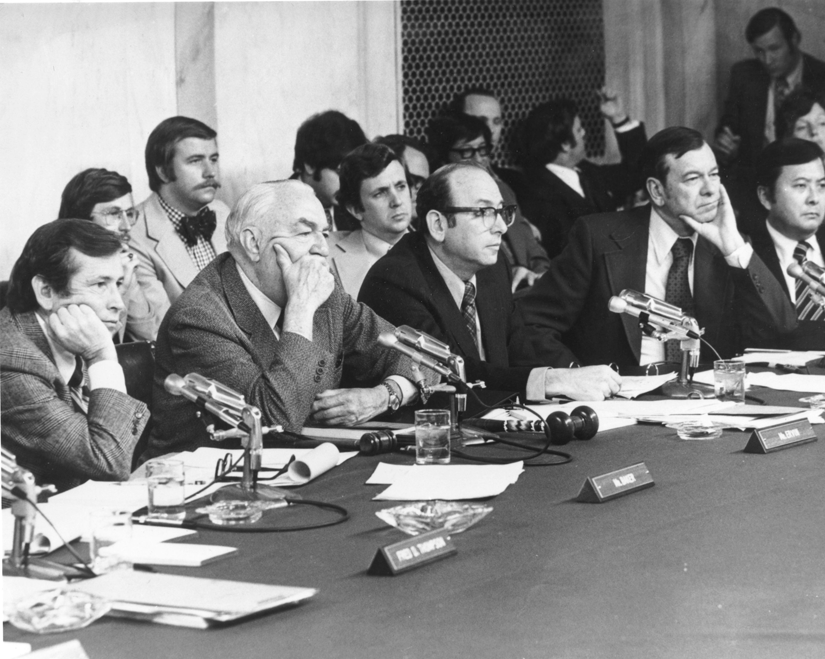 FRED D. THOMPSON
Mr. BAKER
Mr. ERVIN